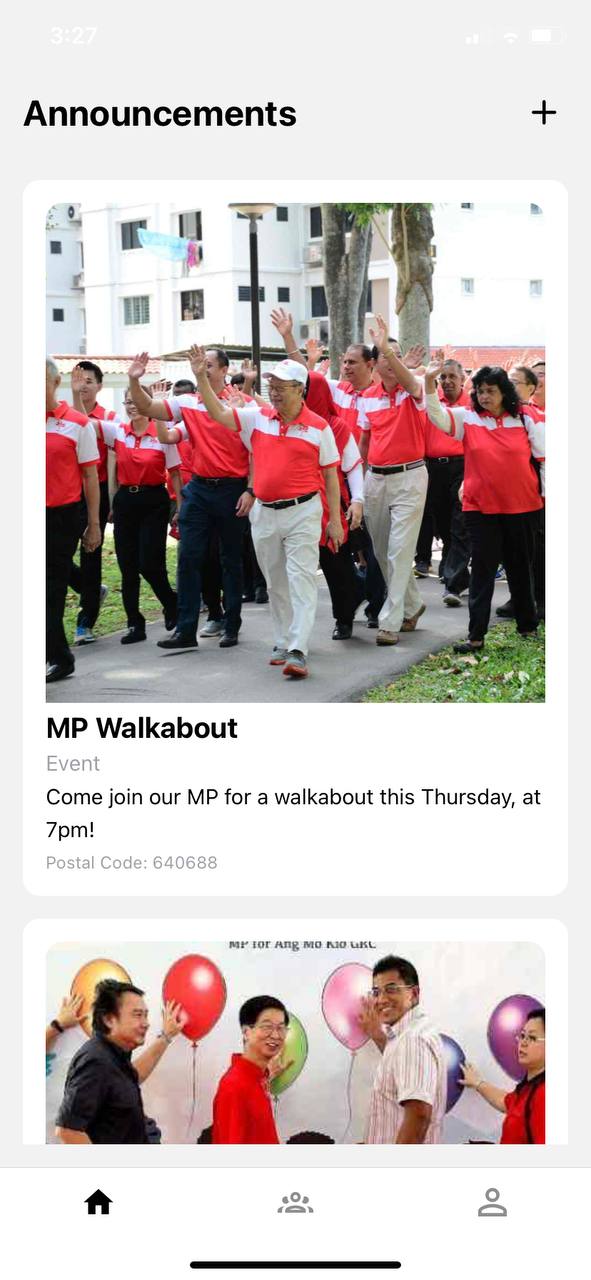 3:27
Announcements
MP Walkabout
Event
Come join our MP for a walkabout this Thursday, at
7pm!
Postal Code: 640688
MP for Ang Mo Kio GRC